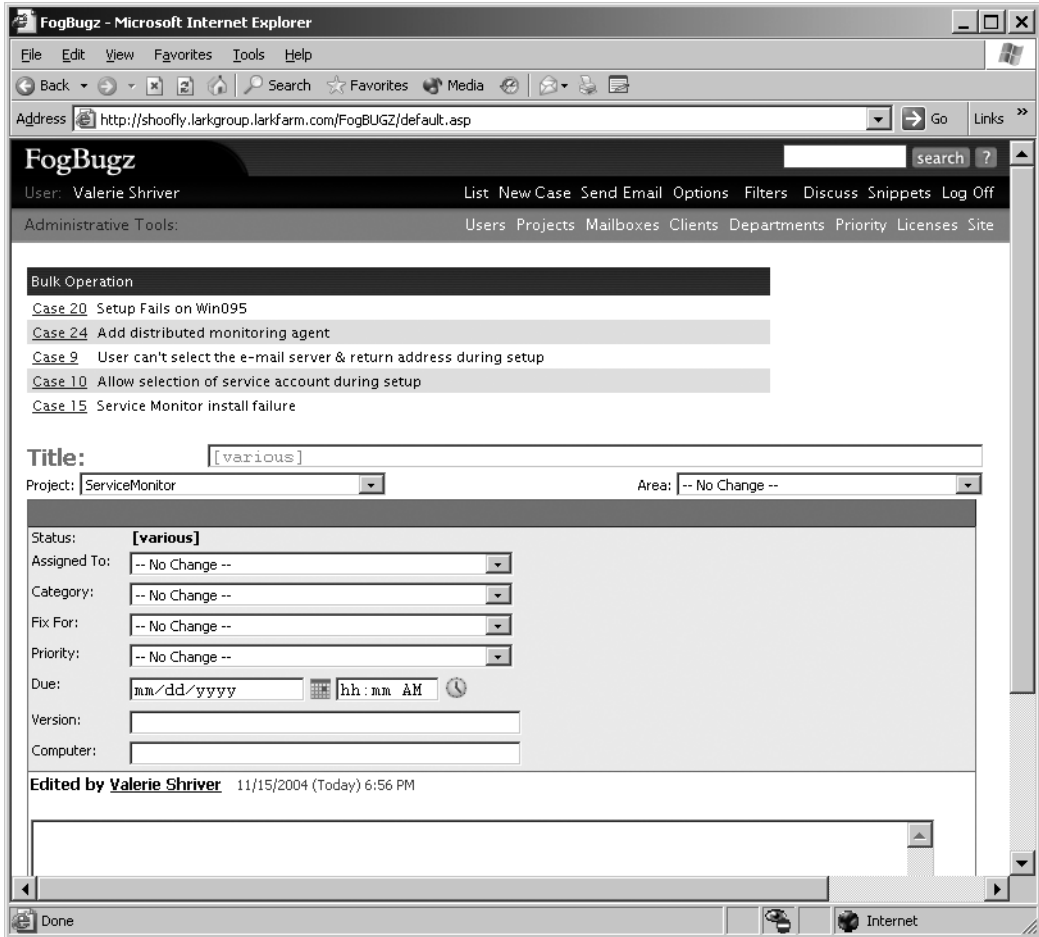 FogBugz - Microsoft Internet Explorer
File Edit View Favorites Tools Help
Back Search Favorites Media
Address http://shoofly.larkgroup.larkfarm.com/FogBUGZ/default.asp Go Links »
FogBugz search ?
User: Valerie Shriver List New Case Send Email Options Filters Discuss Snippets Log Off
Administrative Tools: Users Projects Mailboxes Clients Departments Priority Licenses Site
Bulk Operation
Case 20 Setup Fails on Win095
Case 24 Add distributed monitoring agent
Case 9 User can't select the e-mail server & return address during setup
Case 10 Allow selection of service account during setup
Case 15 Service Monitor install failure
Title: [various]
Project: ServiceMonitor Area: -- No Change --
Status: [various]
Assigned To: -- No Change --
Category: -- No Change --
Fix For: -- No Change --
Priority: -- No Change --
Due: mm/dd/yyyy hh:mm AM
Version:
Computer:
Edited by Valerie Shriver 11/15/2004 (Today) 6:56 PM
Done Internet